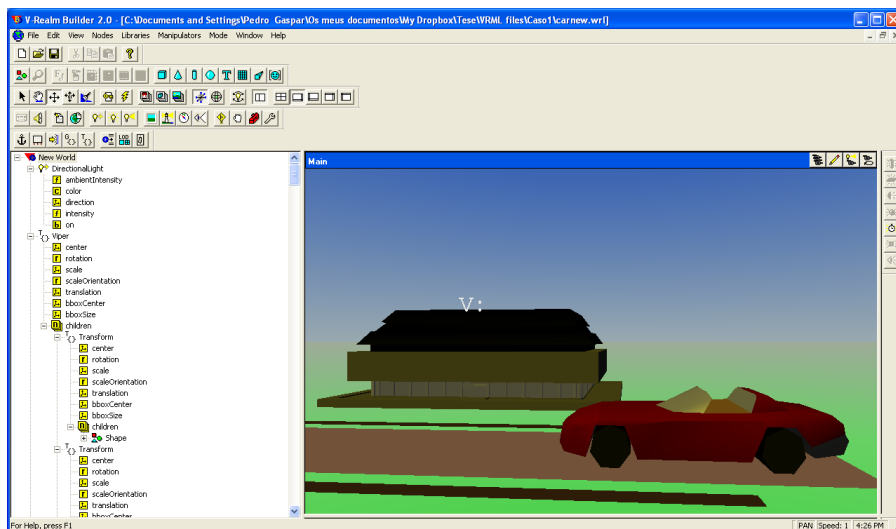 V-Realm Builder 2.0 - [C:\Documents and Settings\Pedro Gaspar\Os meus documentos\My Dropbox\Tese\WRML files\Caso1\carnew.wrl]
File Edit View Nodes Libraries Manipulators Mode Window Help
New World
DirectionalLight
ambientIntensity
color
direction
intensity
on
Viper
center
rotation
scale
scaleOrientation
translation
bboxCenter
bboxSize
children
Transform
center
rotation
scale
scaleOrientation
translation
bboxCenter
bboxSize
children
Shape
Transform
center
rotation
scale
scaleOrientation
translation
bboxCenter
Main
V:
For Help, press F1
PAN Speed: 1 4:26 PM